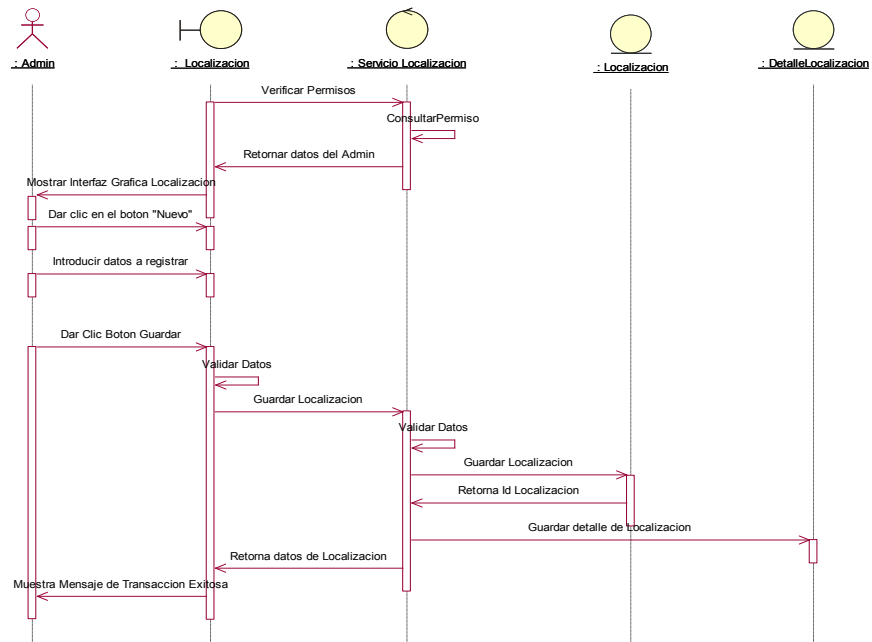 : Admin
: Localizacion
: Servicio Localizacion
: Localizacion
: DetalleLocalizacion
Verificar Permisos
ConsultarPermiso
Retornar datos del Admin
Mostrar Interfaz Grafica Localizacion
Dar clic en el boton "Nuevo"
Introducir datos a registrar
Dar Clic Boton Guardar
Validar Datos
Guardar Localizacion
Validar Datos
Guardar Localizacion
Retorna Id Localizacion
Guardar detalle de Localizacion
Retorna datos de Localizacion
Muestra Mensaje de Transaccion Exitosa